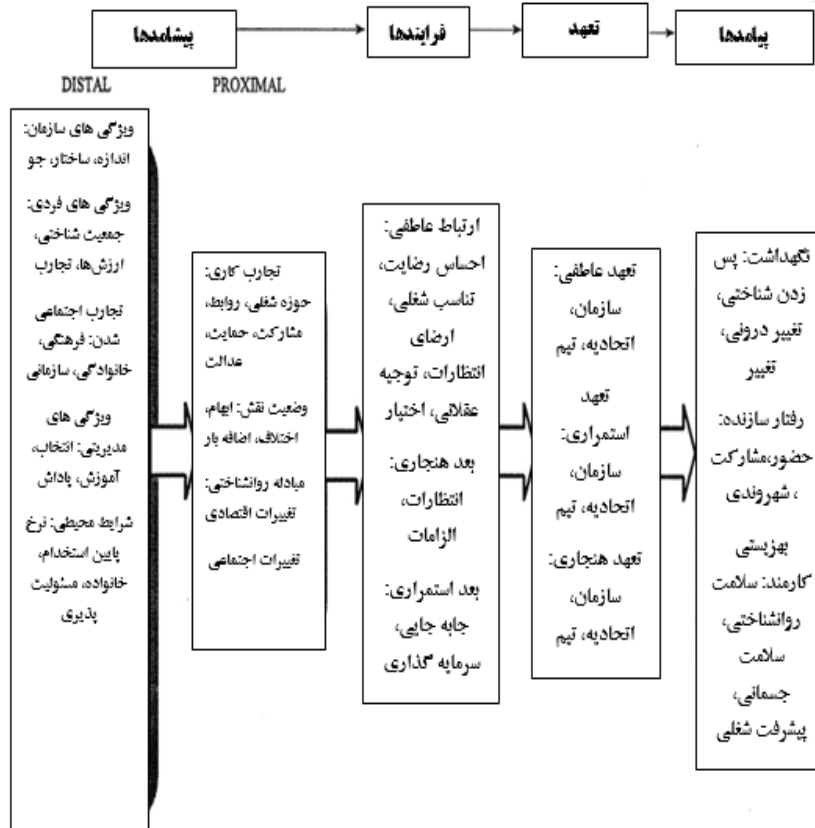 پیشامدها
فرایندها
تعهد
پیامدها
DISTAL
PROXIMAL
ویژگی های سازمان:
اندازه، ساختار، جو
ویژگی های فردی:
جمعیت شناختی،
ارزش‌ها، تجارب
تجارب اجتماعی
شدن: فرهنگی،
خانوادگی، سازمانی
ویژگی های
مدیریتی: انتخاب،
آموزش، پاداش
شرایط محیطی: نرخ
پایین استخدام،
خانواده، مسئولیت
پذیری
تجارب کاری:
حوزه شغلی، روابط،
مشارکت، حمایت،
عدالت
وضعیت نقش: ابهام،
اختلاف، اضافه بار
مبادله روانشناختی:
تغییرات اقتصادی
تغییرات اجتماعی
ارتباط عاطفی:
احساس رضایت،
تناسب شغلی،
ارضای
انتظارات، توجیه
عقلانی، اختیار
بعد هنجاری:
انتظارات،
الزامات
بعد استمراری:
جابه جایی،
سرمایه گذاری
تعهد عاطفی:
سازمان،
اتحادیه، تیم
تعهد
استمراری:
سازمان،
اتحادیه، تیم
تعهد هنجاری:
سازمان،
اتحادیه، تیم
نگهداشت: پس
زدن شناختی،
تغییر درونی،
تغییر
رفتار سازنده:
حضور،مشارکت
، شهروندی
بهزیستی
کارمند: سلامت
روانشناختی،
سلامت
جسمانی،
پیشرفت شغلی